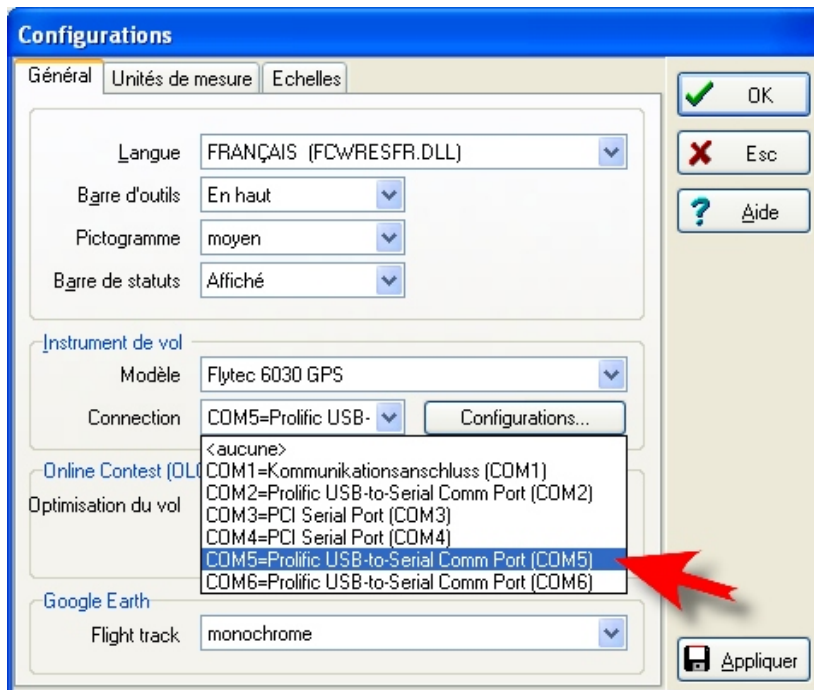 Configurations
Général Unités de mesure Echelles
Langue FRANÇAIS (FCWRESFR.DLL)
Barre d'outils En haut
Pictogramme moyen
Barre de statuts Affiché
Instrument de vol
Modèle Flytec 6030 GPS
Connection COM5=Prolific USB- Configurations...
<aucune>
COM1=Kommunikationsanschluss (COM1)
COM2=Prolific USB-to-Serial Comm Port (COM2)
COM3=PCI Serial Port (COM3)
COM4=PCI Serial Port (COM4)
COM5=Prolific USB-to-Serial Comm Port (COM5)
COM6=Prolific USB-to-Serial Comm Port (COM6)
Online Contest
Optimisation du vol
Google Earth
Flight track monochrome
OK
Esc
? Aide
Appliquer